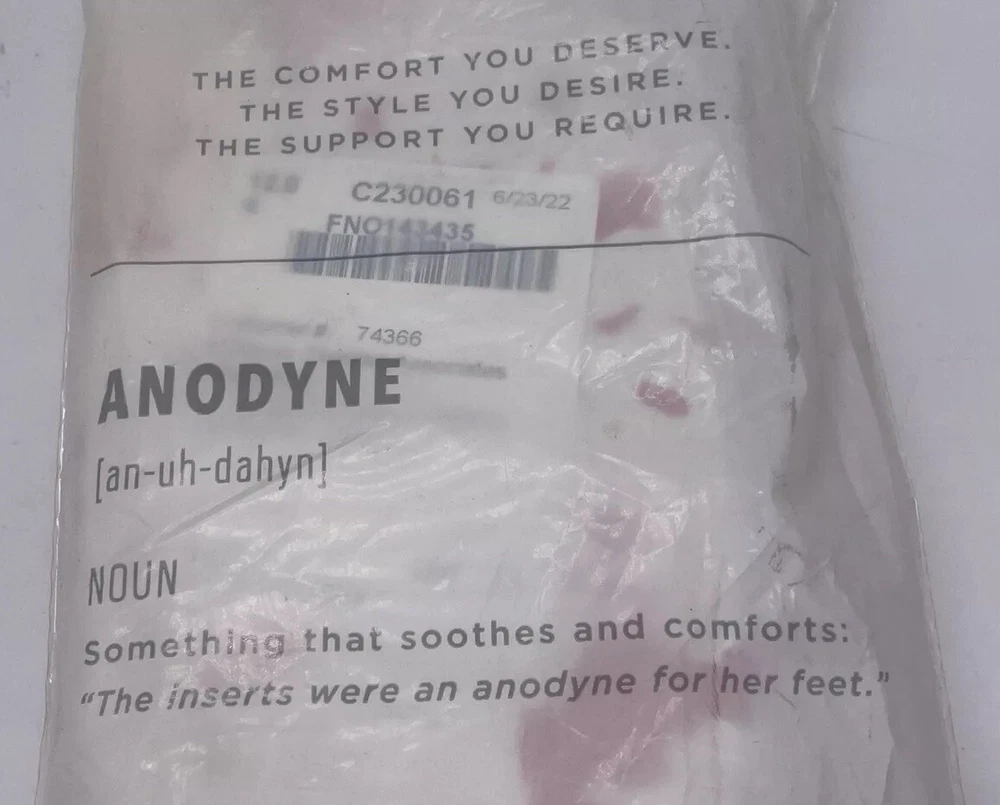 THE COMFORT YOU DESERVE.
THE STYLE YOU DESIRE.
THE SUPPORT YOU REQUIRE.
C230061 6/23/22
FNO143435
74366
ANODYNE
[an-uh-dahyn]
NOUN
Something that soothes and comforts:
“The inserts were an anodyne for her feet.”